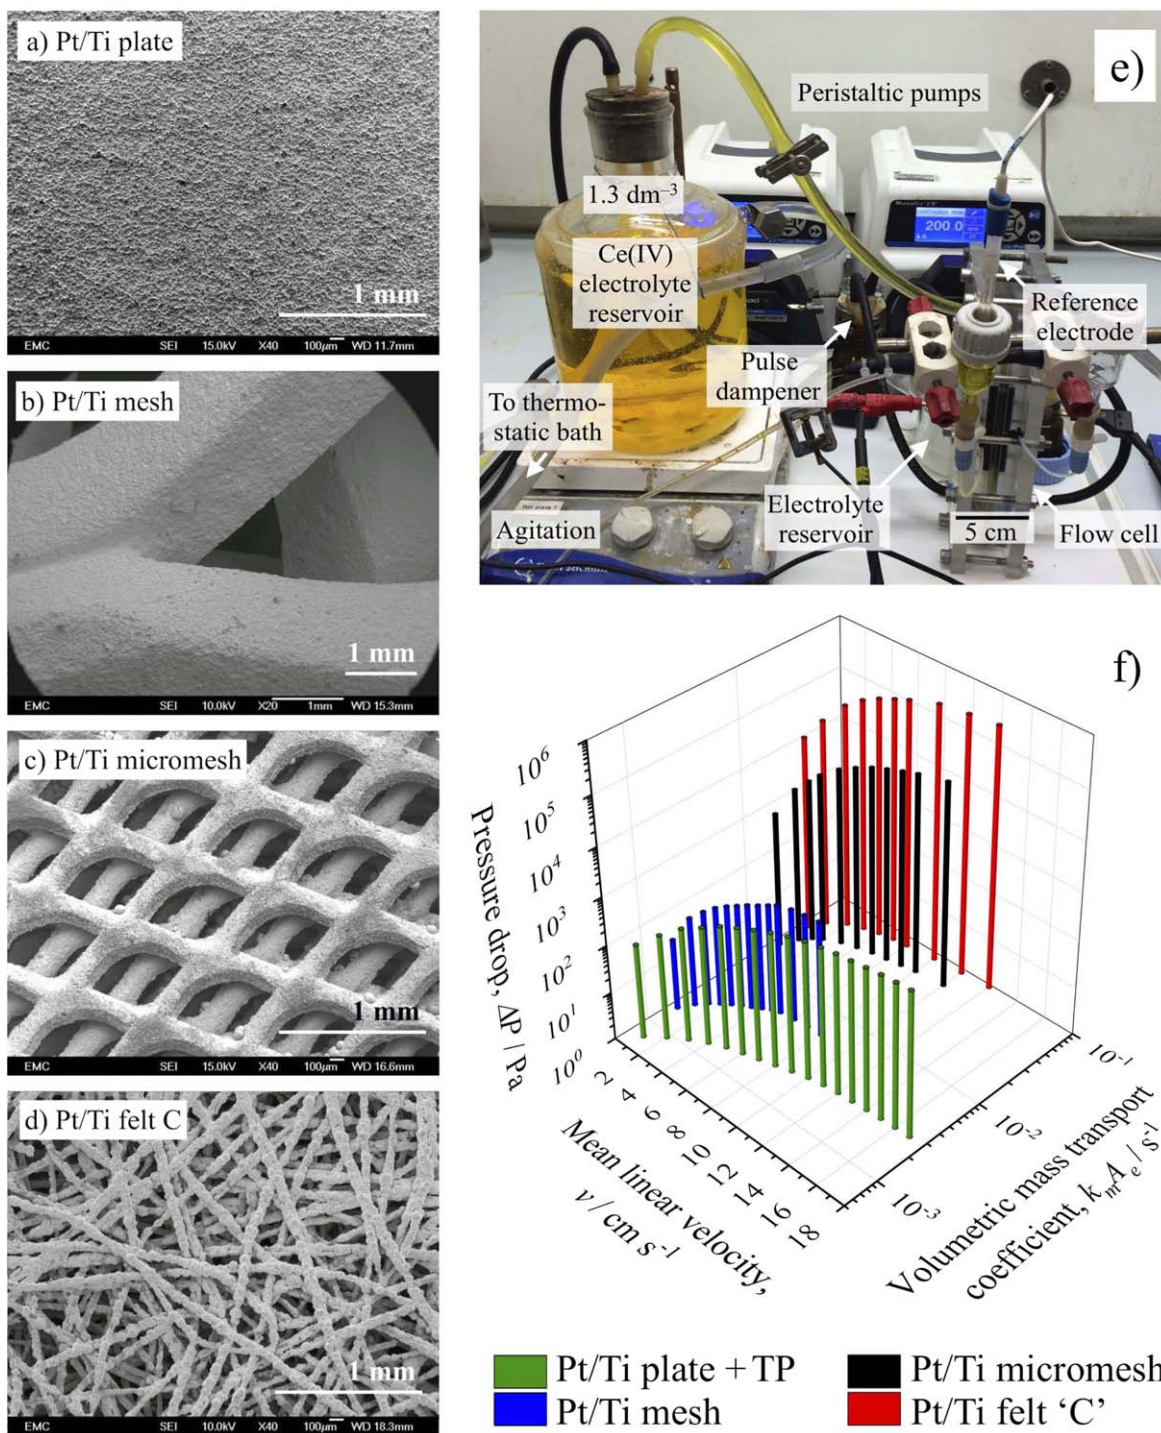 a) Pt/Ti plate
1 mm
EMC SEI 15.0kV X40 100µm WD 11.7mm
b) Pt/Ti mesh
1 mm
EMC SEI 10.0kV X20 1mm WD 15.3mm
c) Pt/Ti micromesh
1 mm
EMC SEI 15.0kV X40 100µm WD 16.6mm
d) Pt/Ti felt C
1 mm
EMC SEI 10.0kV X40 100µm WD 18.3mm
e)
Peristaltic pumps
1.3 dm⁻³
Ce(IV)
electrolyte
reservoir
200.0
Reference
electrode
Pulse
dampener
To thermo-
static bath
Agitation
Electrolyte
reservoir
5 cm
Flow cell
f)
Pressure drop, ΔP / Pa
10⁶
10⁵
10⁴
10³
10²
10¹
10⁰
2
4
6
8
10
12
14
16
18
Mean linear velocity,
v / cm s⁻¹
10⁻³
10⁻²
10⁻¹
Volumetric mass transport
coefficient, kₘAₑ / s⁻¹
Pt/Ti plate + TP
Pt/Ti mesh
Pt/Ti micromesh
Pt/Ti felt ‘C’